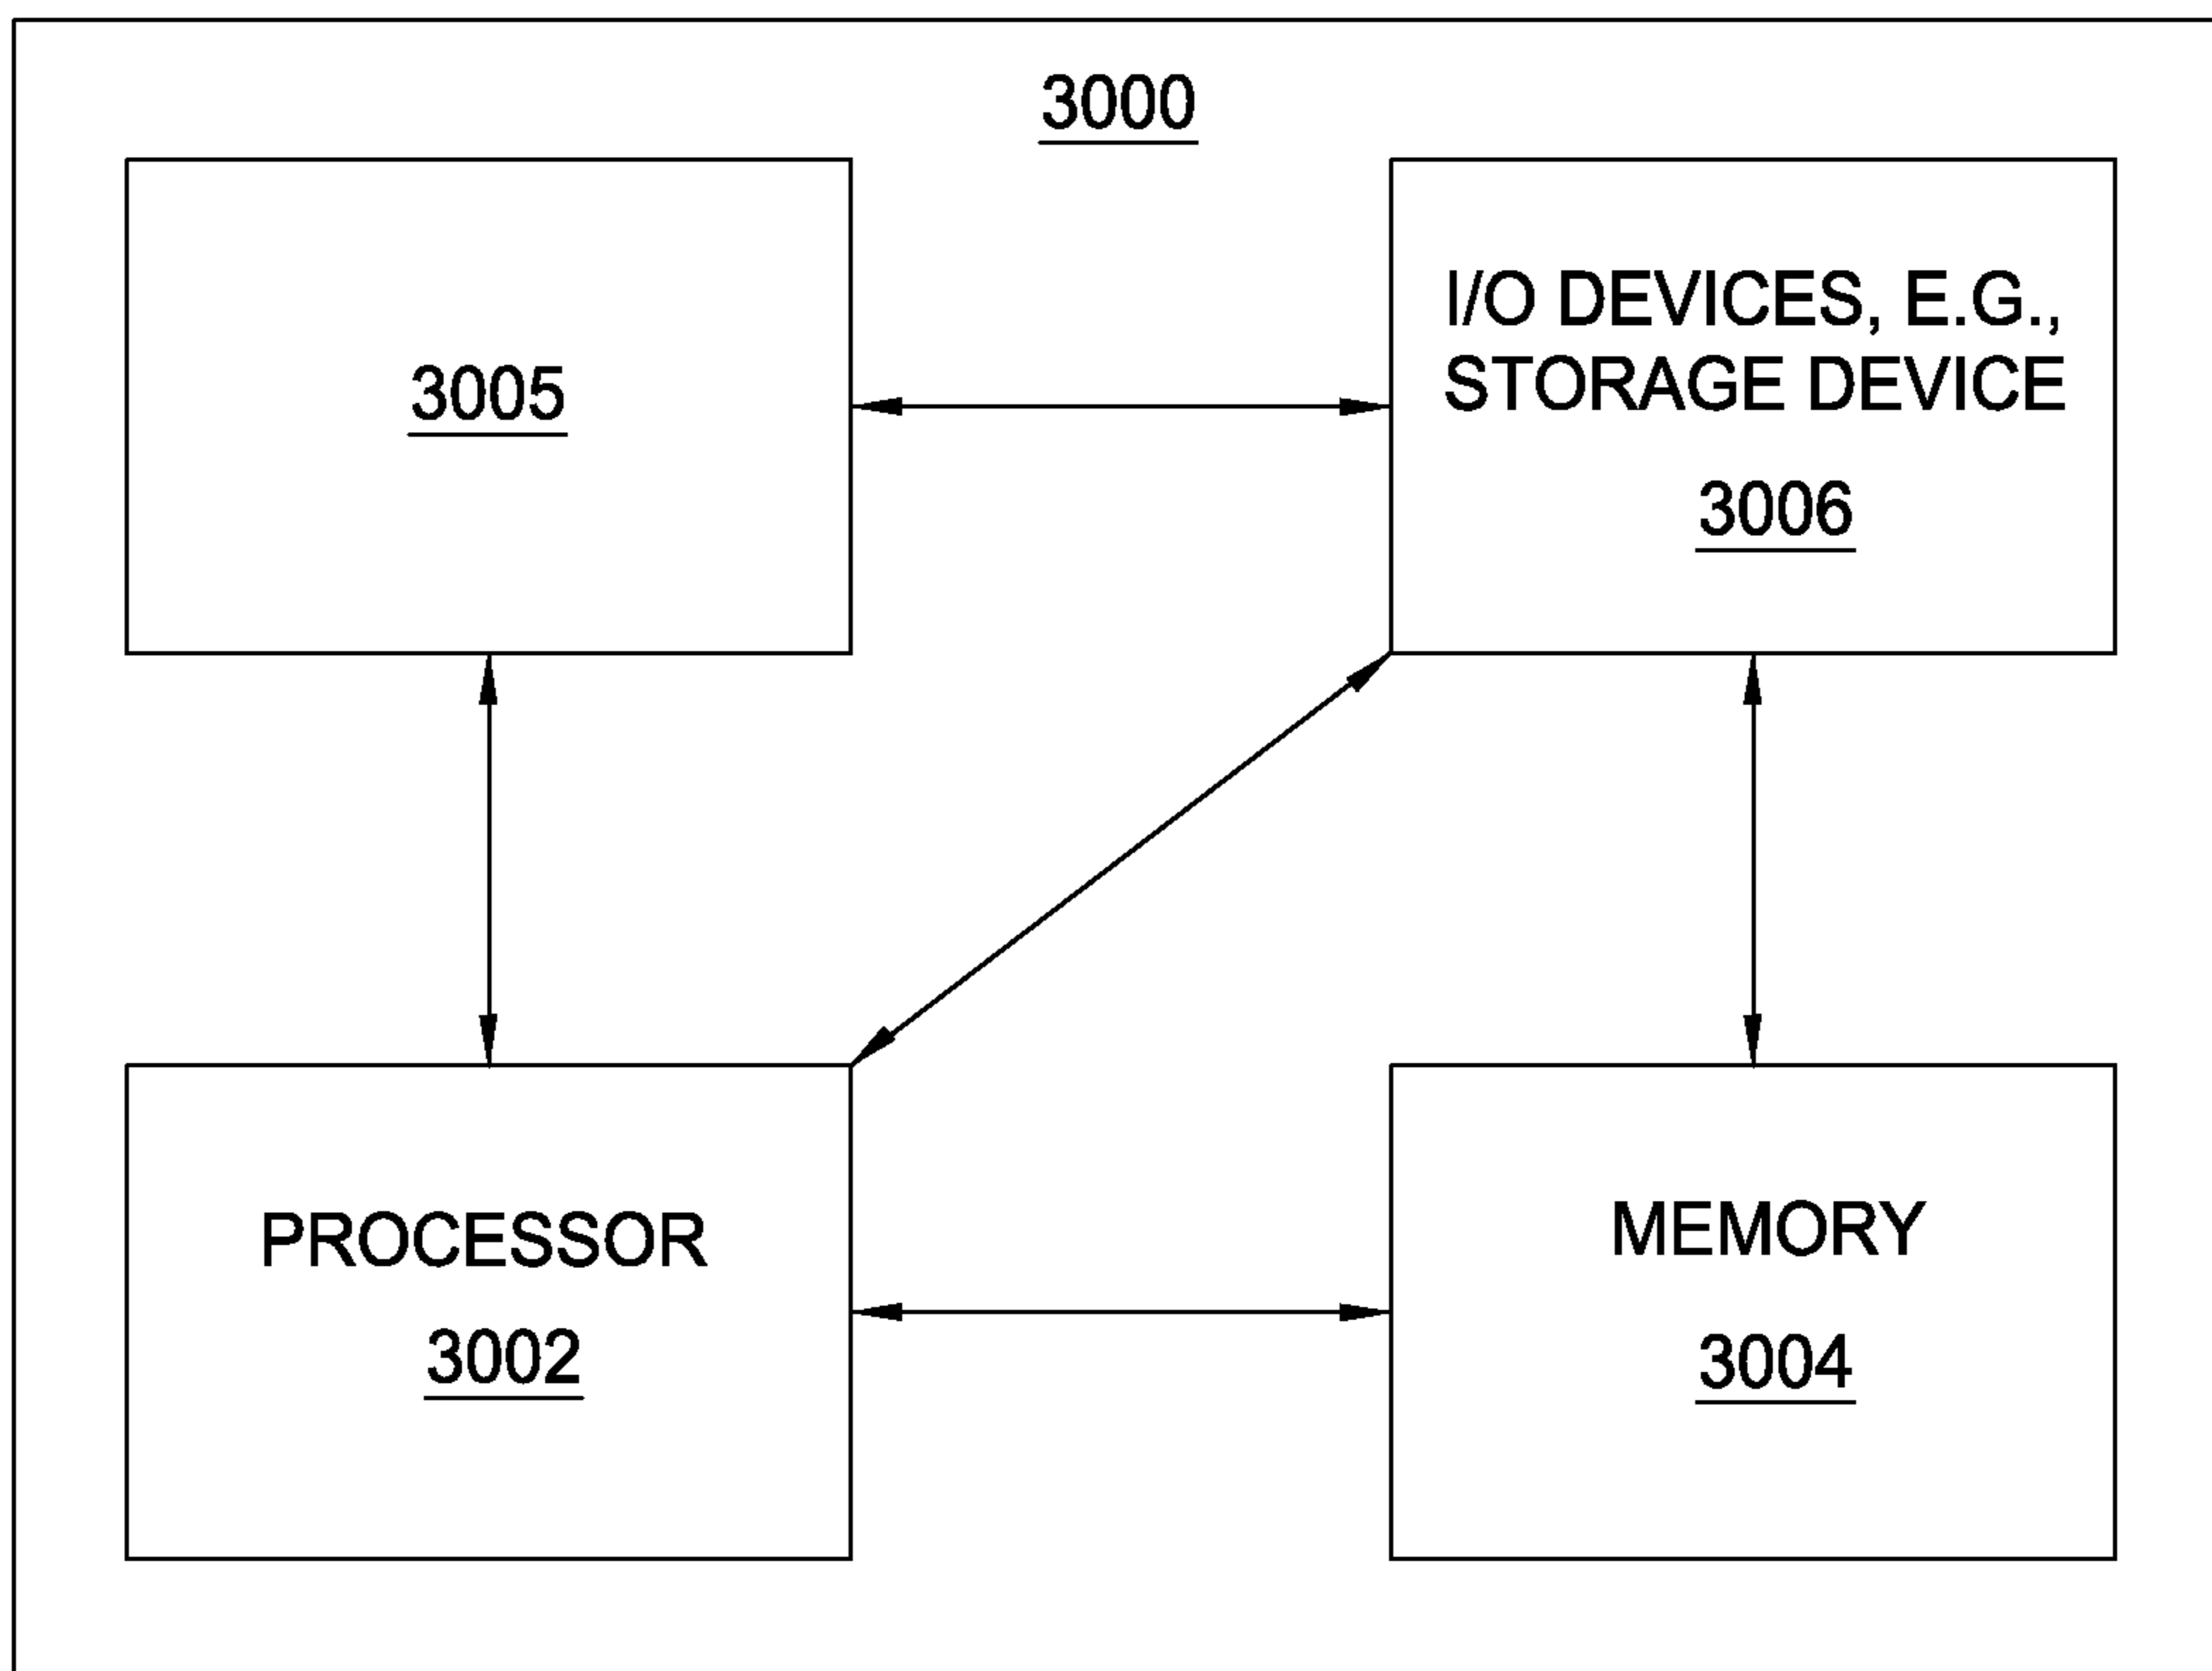 3000
3005
I/O DEVICES, E.G.,
STORAGE DEVICE
3006
PROCESSOR
3002
MEMORY
3004